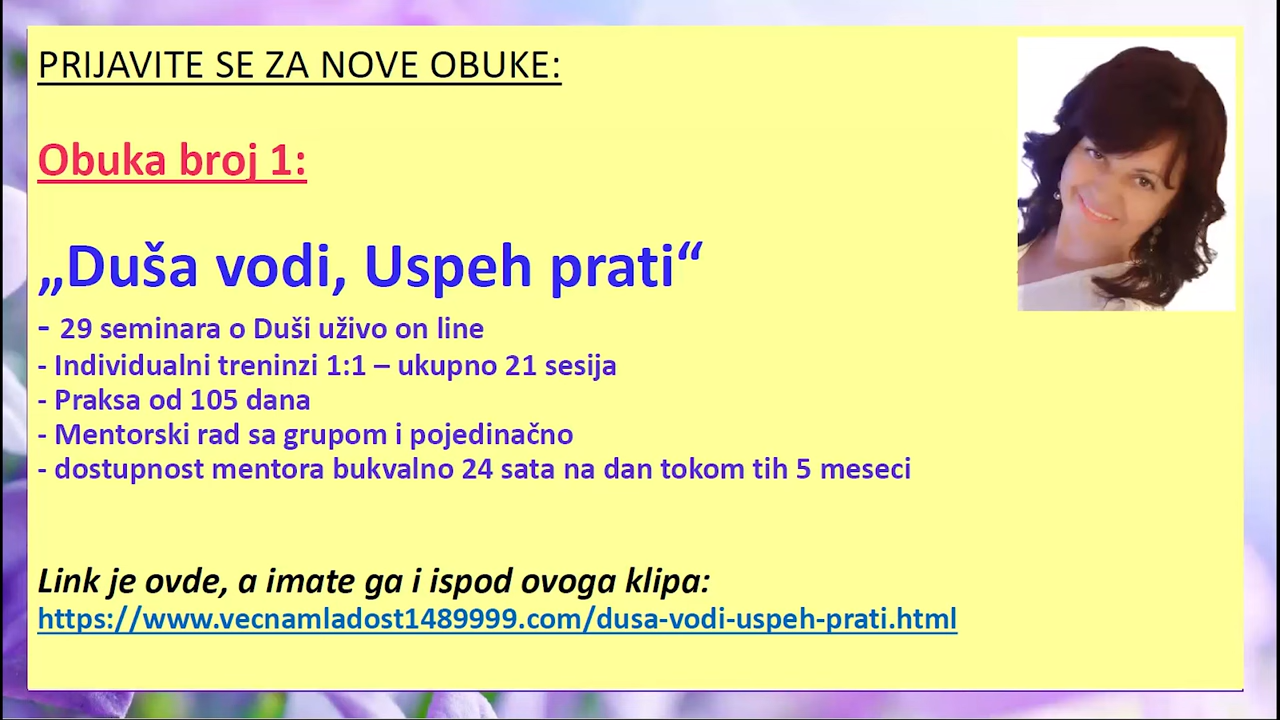 PRIJAVITE SE ZA NOVE OBUKE:
Obuka broj 1:
„Duša vodi, Uspeh prati“
- 29 seminara o Duši uživo on line
- Individualni treninzi 1:1 – ukupno 21 sesija
- Praksa od 105 dana
- Mentorski rad sa grupom i pojedinačno
- dostupnost mentora bukvalno 24 sata na dan tokom tih 5 meseci
Link je ovde, a imate ga i ispod ovoga klipa:
https://www.vecnamladost1489999.com/dusa-vodi-uspeh-prati.html